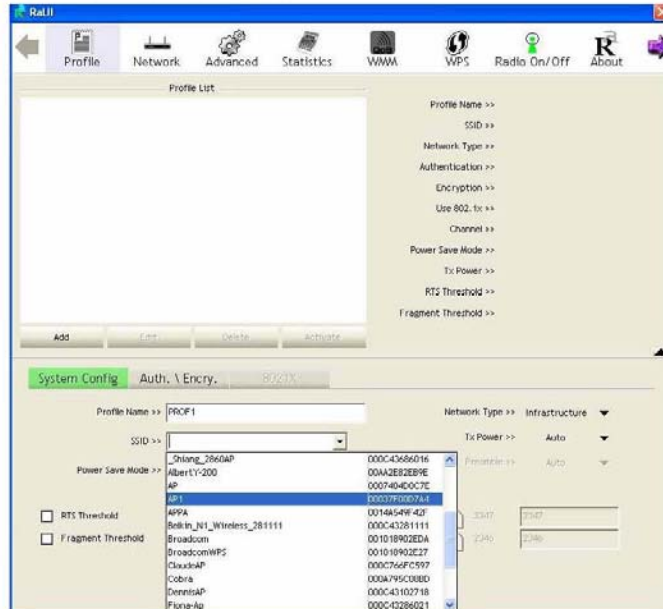 RaUI
Profile Network Advanced Statistics WMM WPS Radio On/Off About
Profile List
Profile Name >>
SSID >>
Network Type >>
Authentication >>
Encryption >>
Use 802.1x >>
Channel >>
Power Save Mode >>
Tx Power >>
RTS Threshold >>
Fragment Threshold >>
Add Edit Delete Activate
System Config Auth. \ Encry. 8021X
Profile Name >> PROF1 Network Type >> Infrastructure
SSID >> Tx Power >> Auto
Power Save Mode >> Preamble >> Auto
_Shiang_2860AP 000C43686016
AlbertY-200 00AA2E82EB9E
AP 0007404D0C7E
AP1 00037F00D7A4
APPA 0014A549F42F
Belkin_N1_Wireless_281111 000C43281111
Broadcom 001018902EDA
BroadcomWPS 001018902E27
ClaudeAP 000C766FC597
Cobra 000A795C08BD
DennisAP 000C43102718
Fiona-Ap 000C43286021
RTS Threshold 2347 2347
Fragment Threshold 2346 2346